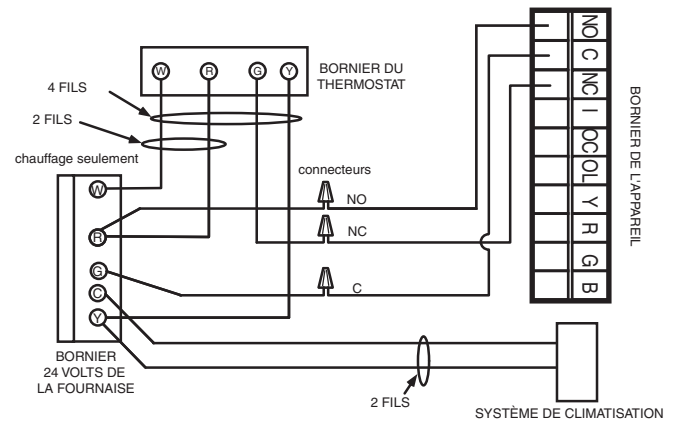 W R G Y
BORNIER DU
THERMOSTAT
4 FILS
2 FILS
chauffage seulement
W
R
G
C
Y
BORNIER
24 VOLTS DE
LA FOURNAISE
connecteurs
NO
NC
C
NO
C
NC
I
OC
OL
Y
R
G
B
BORNIER DE L'APPAREIL
2 FILS
SYSTÈME DE CLIMATISATION